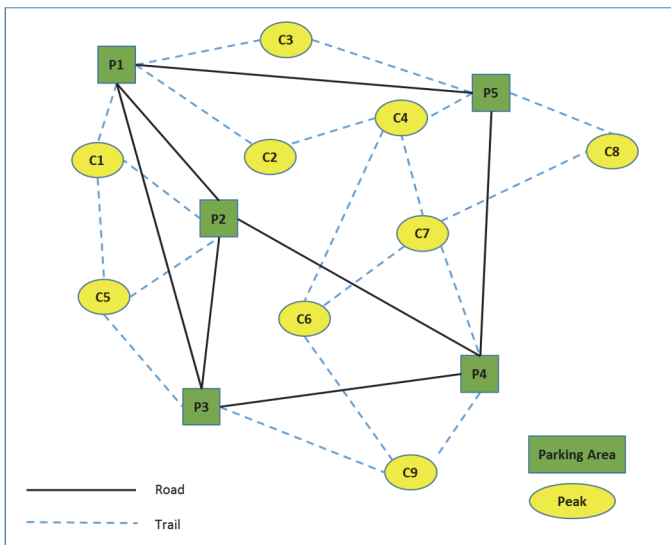 C3
P1
P5
C4
C8
C2
C1
P2
C7
C5
C6
P4
P3
Parking Area
C9
Road
Peak
Trail